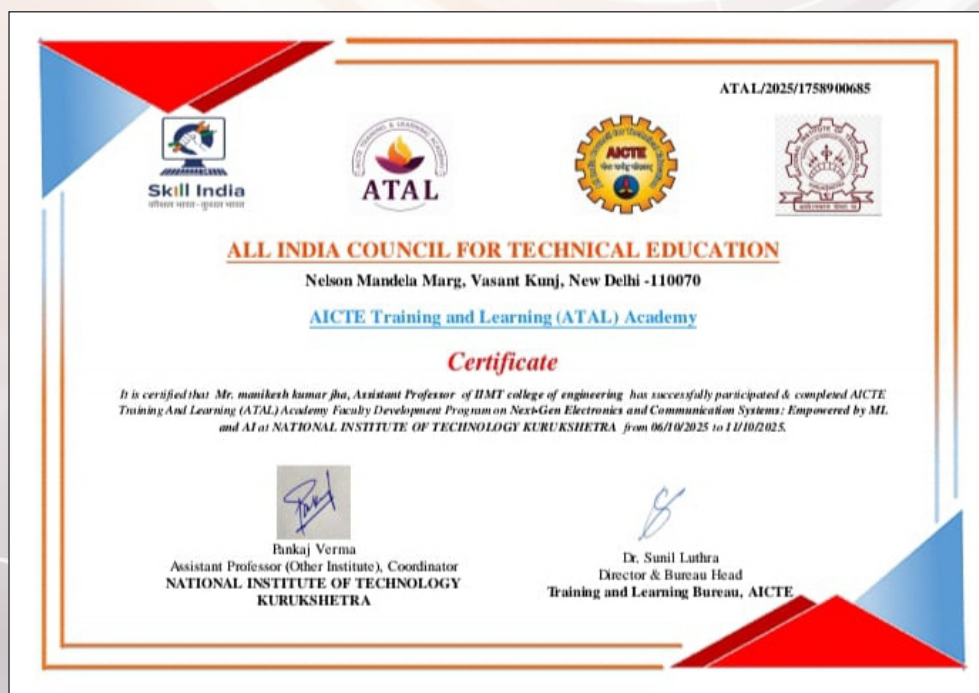 ATAL/2025/1758900685
Skill India
कौशल भारत - कुशल भारत
ATAL
AICTE
ALL INDIA COUNCIL FOR TECHNICAL EDUCATION
Nelson Mandela Marg, Vasant Kunj, New Delhi -110070
AICTE Training and Learning (ATAL) Academy
Certificate
It is certified that Mr. manikesh kumar jha, Assistant Professor of IIMT college of engineering has successfully participated & completed AICTE
Training And Learning (ATAL) Academy Faculty Development Program on Next-Gen Electronics and Communication Systems: Empowered by ML
and AI at NATIONAL INSTITUTE OF TECHNOLOGY KURUKSHETRA from 06/10/2025 to 11/10/2025.
Pankaj Verma
Assistant Professor (Other Institute), Coordinator
NATIONAL INSTITUTE OF TECHNOLOGY
KURUKSHETRA
Dr. Sunil Luthra
Director & Bureau Head
Training and Learning Bureau, AICTE